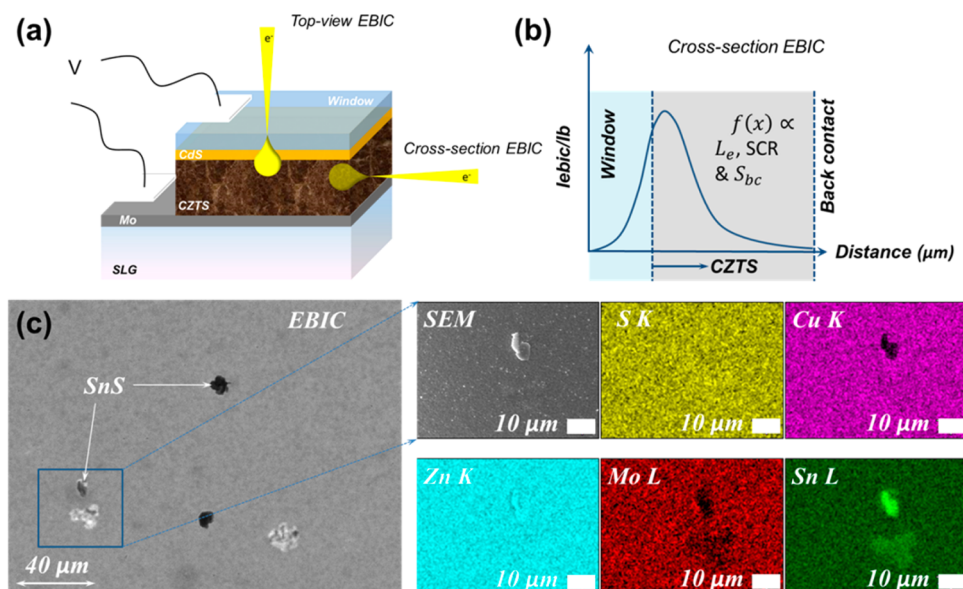 (a)
Top-view EBIC
e-
V
Window
CdS
Cross-section EBIC
e-
CZTS
Mo
SLG
(b)
Cross-section EBIC
Iebic/Ib
Window
f(x) ∝
Le, SCR
& Sbc
Back contact
Distance (μm)
CZTS
(c)
EBIC
SnS
40 μm
SEM
10 μm
S K
10 μm
Cu K
10 μm
Zn K
10 μm
Mo L
10 μm
Sn L
10 μm